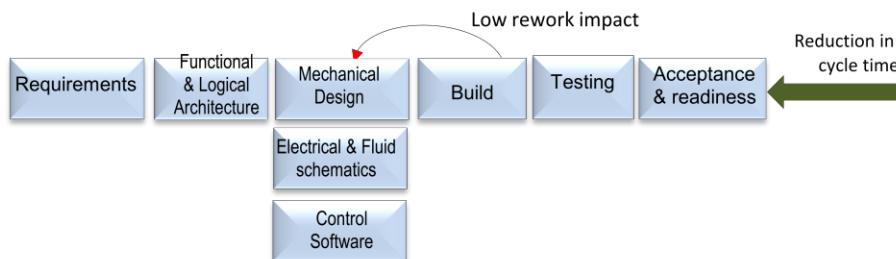 Low rework impact
Reduction in
cycle time
Requirements
Functional
& Logical
Architecture
Mechanical
Design
Build
Testing
Acceptance
& readiness
Electrical & Fluid
schematics
Control
Software